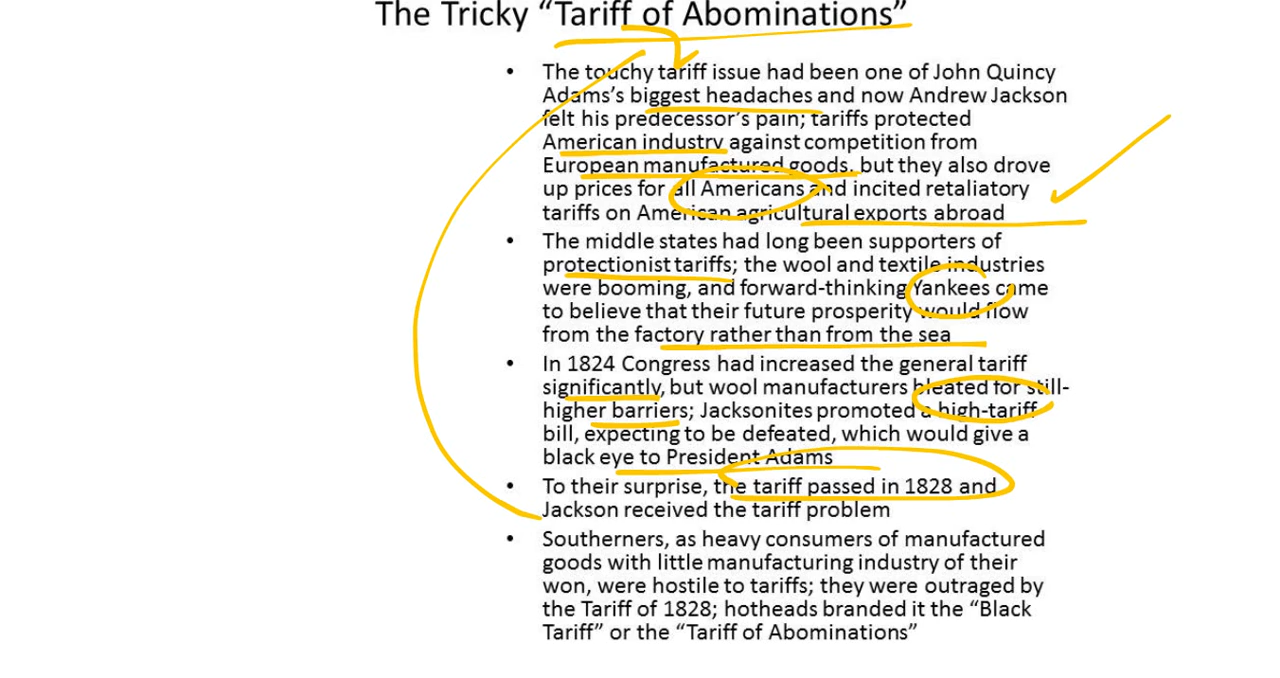 The Tricky “Tariff of Abominations”
• The touchy tariff issue had been one of John Quincy
Adams’s biggest headaches and now Andrew Jackson
felt his predecessor’s pain; tariffs protected
American industry against competition from
European manufactured goods, but they also drove
up prices for all Americans and incited retaliatory
tariffs on American agricultural exports abroad
• The middle states had long been supporters of
protectionist tariffs; the wool and textile industries
were booming, and forward-thinking Yankees came
to believe that their future prosperity would flow
from the factory rather than from the sea
• In 1824 Congress had increased the general tariff
significantly, but wool manufacturers bleated for still-
higher barriers; Jacksonites promoted a high-tariff
bill, expecting to be defeated, which would give a
black eye to President Adams
• To their surprise, the tariff passed in 1828 and
Jackson received the tariff problem
• Southerners, as heavy consumers of manufactured
goods with little manufacturing industry of their
won, were hostile to tariffs; they were outraged by
the Tariff of 1828; hotheads branded it the “Black
Tariff” or the “Tariff of Abominations”